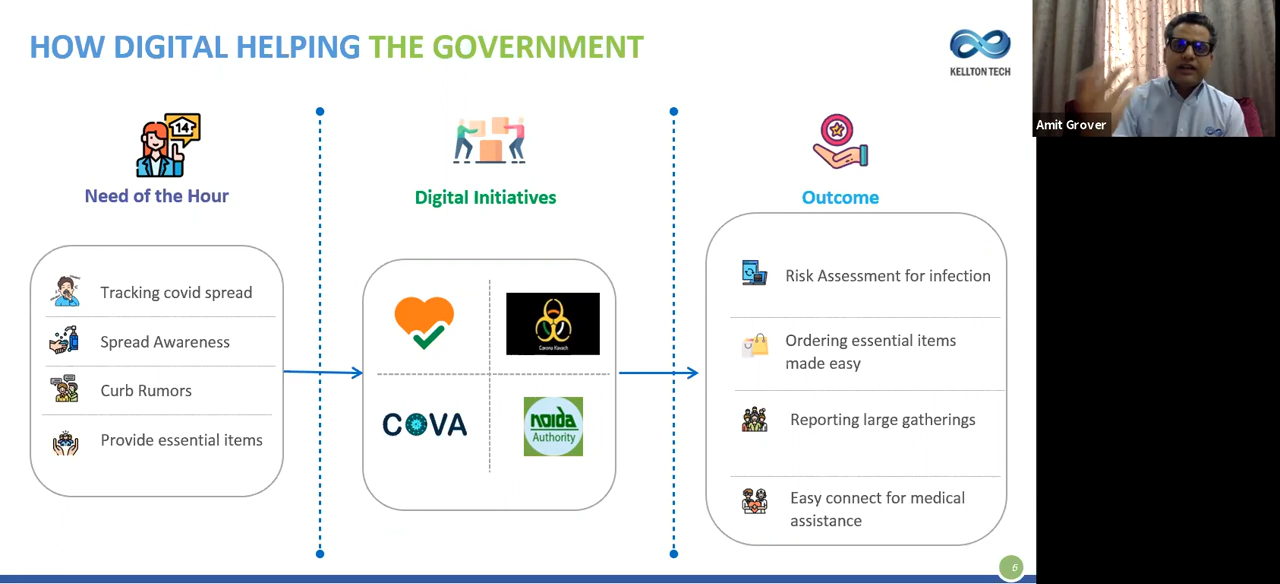 HOW DIGITAL HELPING THE GOVERNMENT
KELLTON TECH
Amit Grover
14
Need of the Hour
Tracking covid spread
Spread Awareness
Curb Rumors
Provide essential items
Digital Initiatives
Corona Kavach
COVA
noida
Authority
Outcome
Risk Assessment for infection
Ordering essential items
made easy
Reporting large gatherings
Easy connect for medical
assistance
6